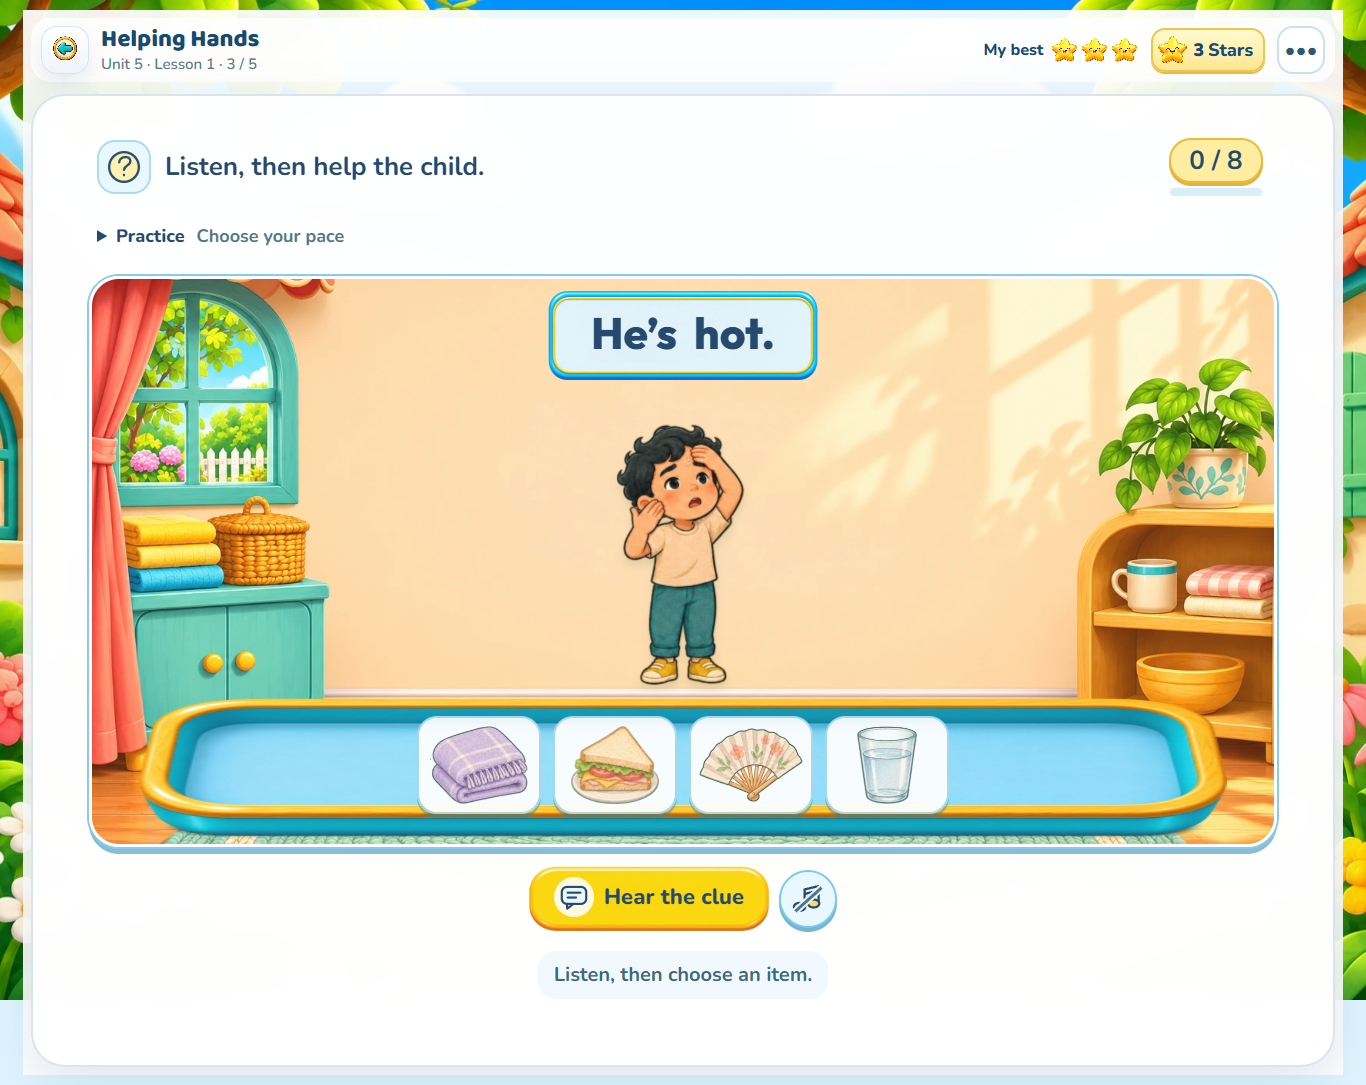 Helping Hands
Unit 5 · Lesson 1 · 3 / 5
My best
3 Stars
Listen, then help the child.
0 / 8
Practice Choose your pace
He’s hot.
Hear the clue
Listen, then choose an item.